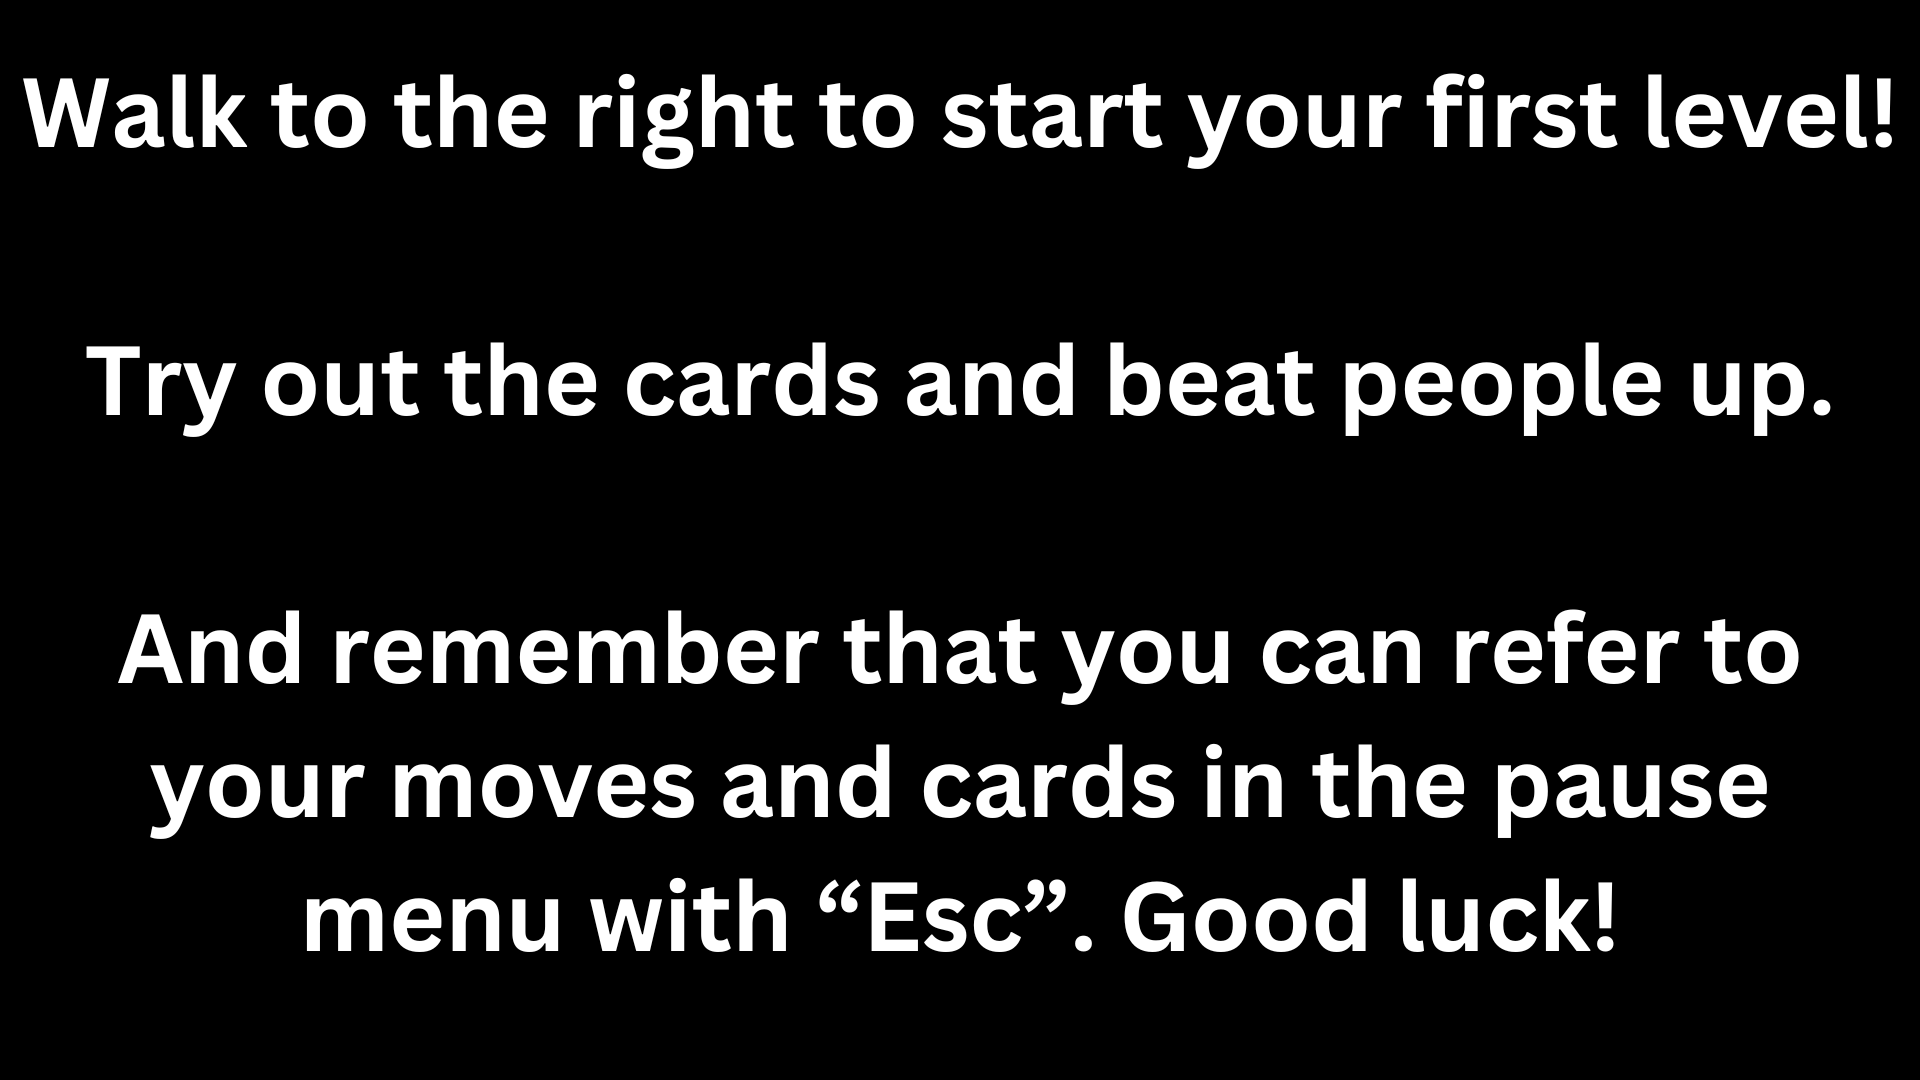 Walk to the right to start your first level!
Try out the cards and beat people up.
And remember that you can refer to
your moves and cards in the pause
menu with “Esc”. Good luck!